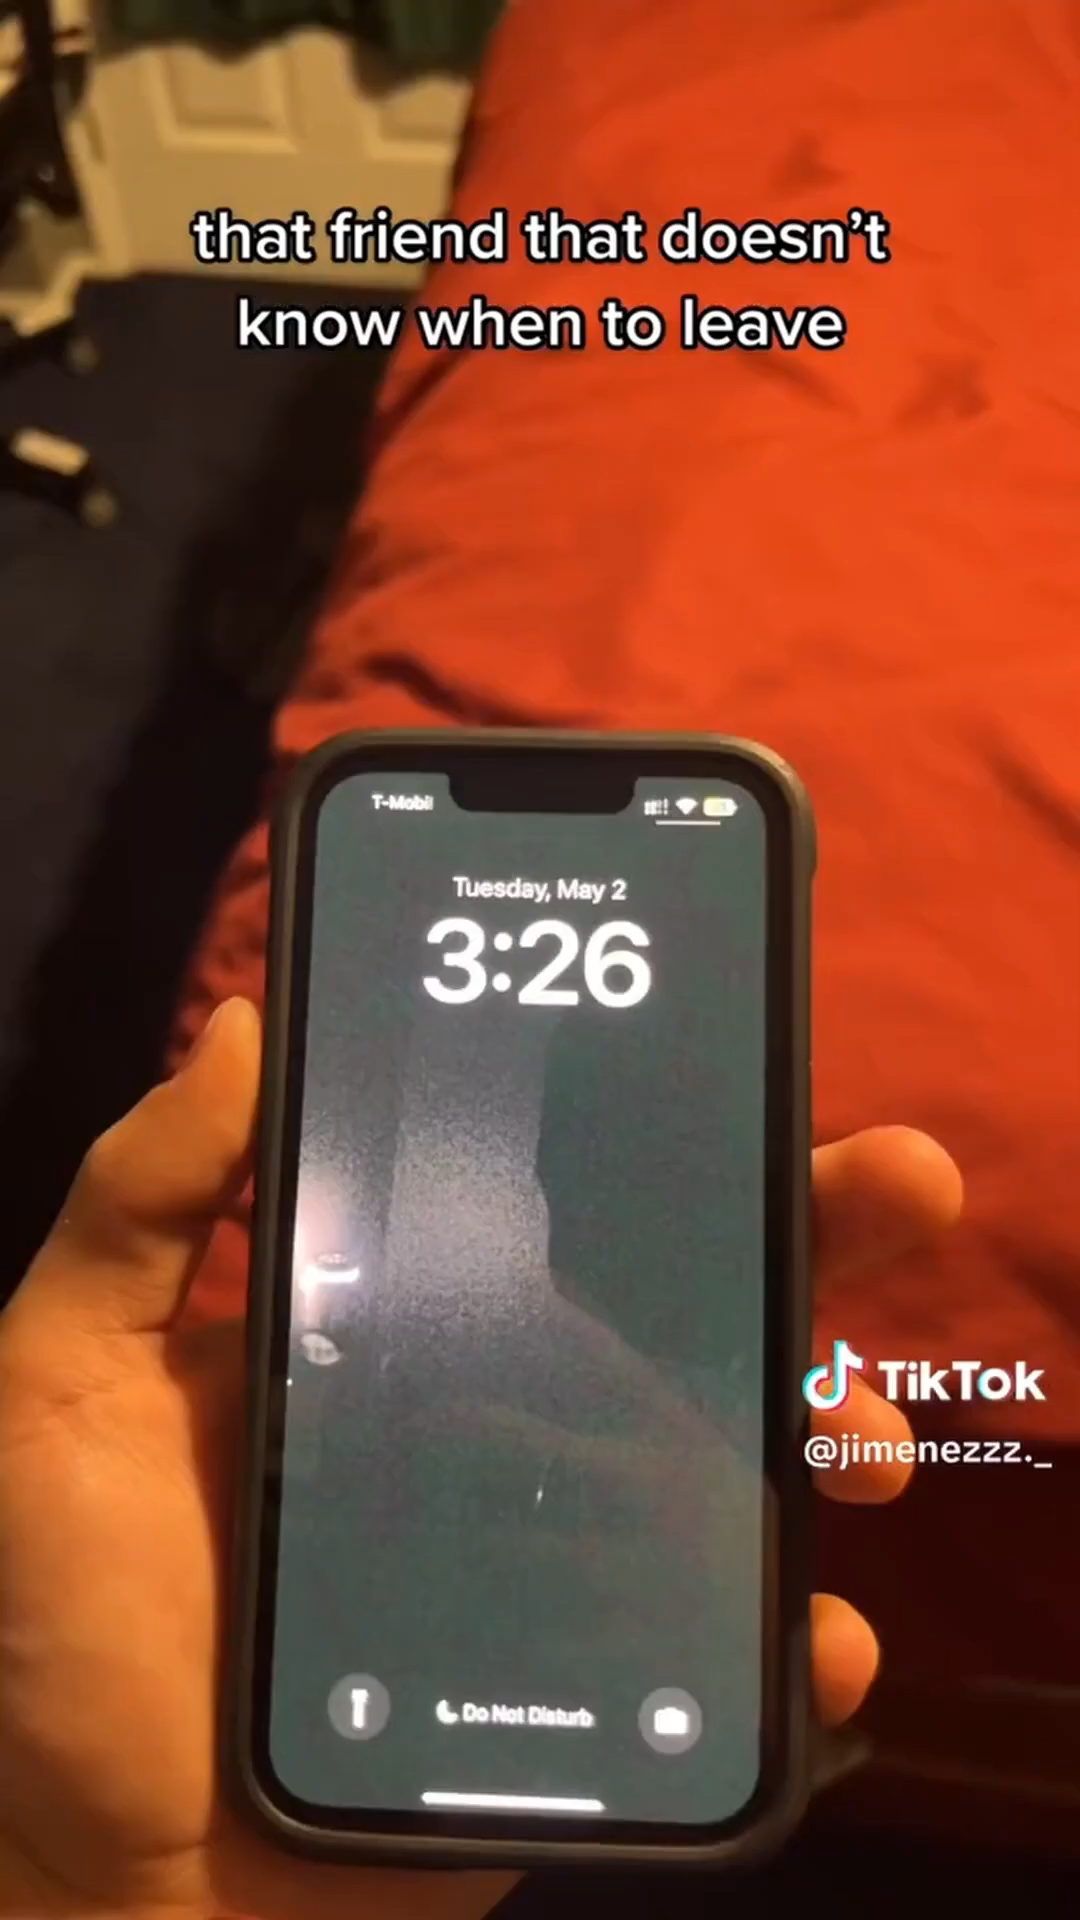 that friend that doesn't
know when to leave
T-Mobil
Tuesday, May 2
3:26
TikTok
@jimenezzz._
Do Not Disturb